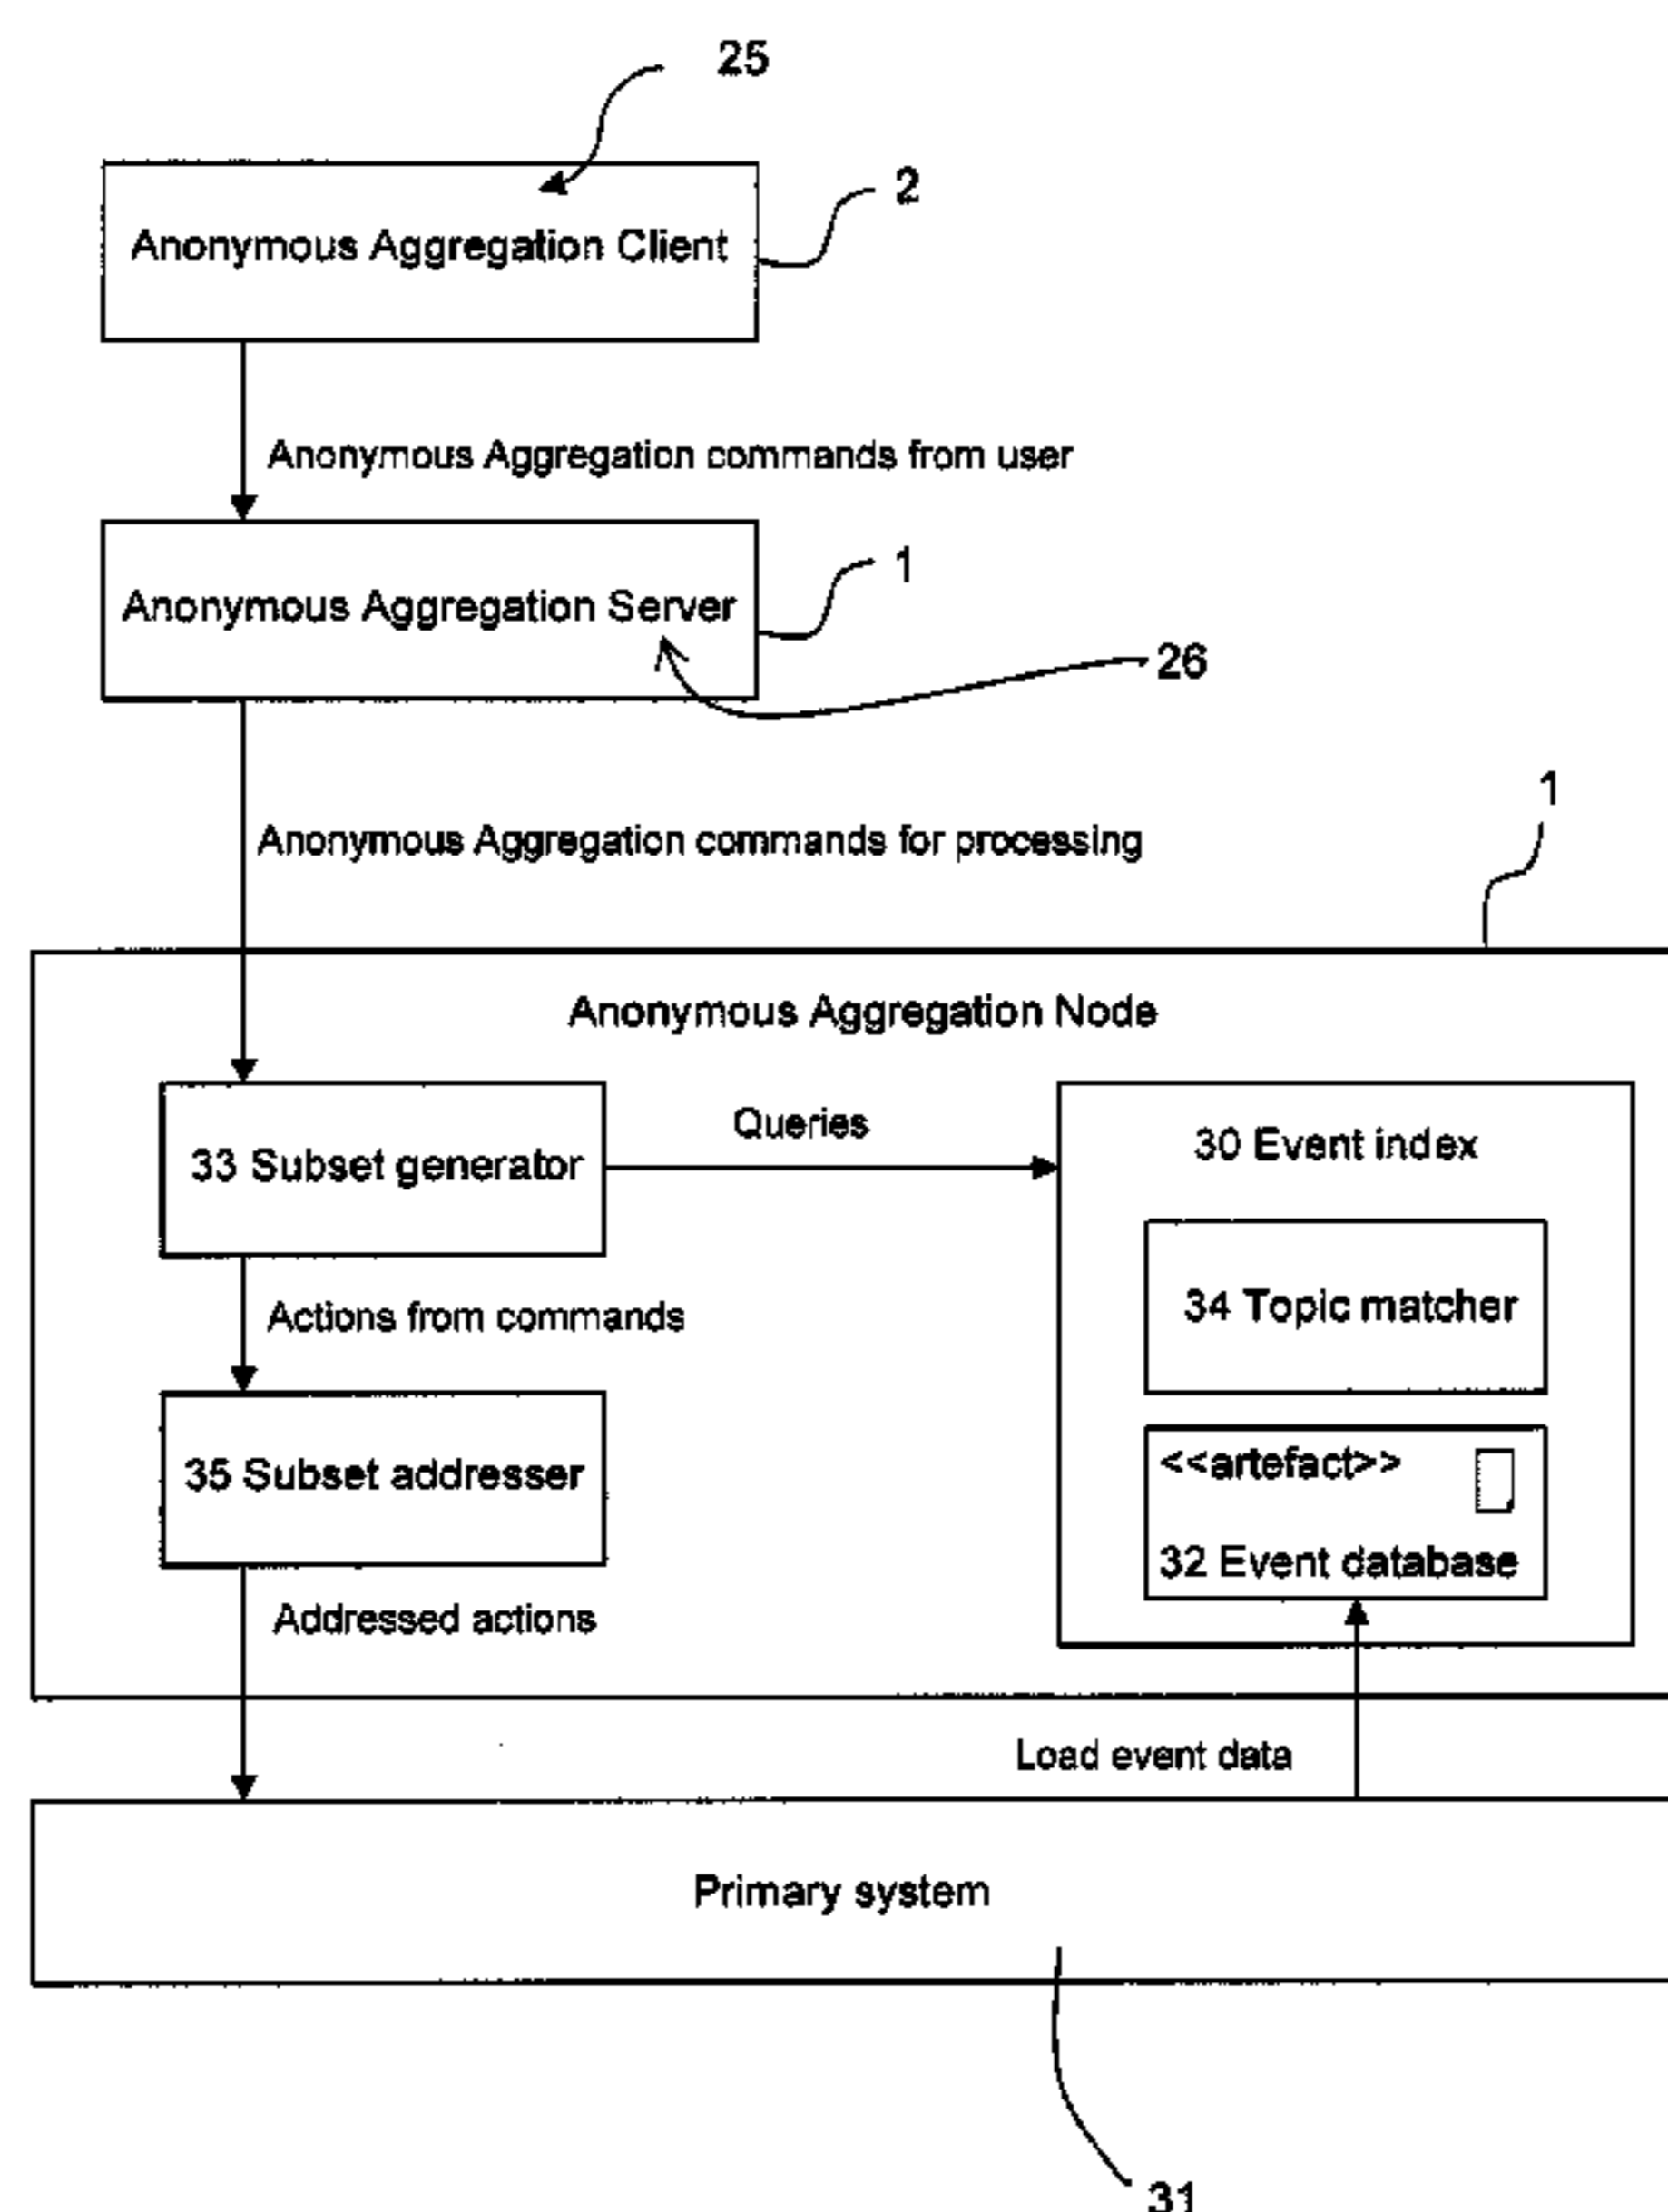 25
2
Anonymous Aggregation Client
Anonymous Aggregation commands from user
1
Anonymous Aggregation Server
26
1
Anonymous Aggregation commands for processing
Anonymous Aggregation Node
Queries
30 Event index
33 Subset generator
34 Topic matcher
Actions from commands
<<artefact>>
35 Subset addresser
32 Event database
Addressed actions
Load event data
Primary system
31